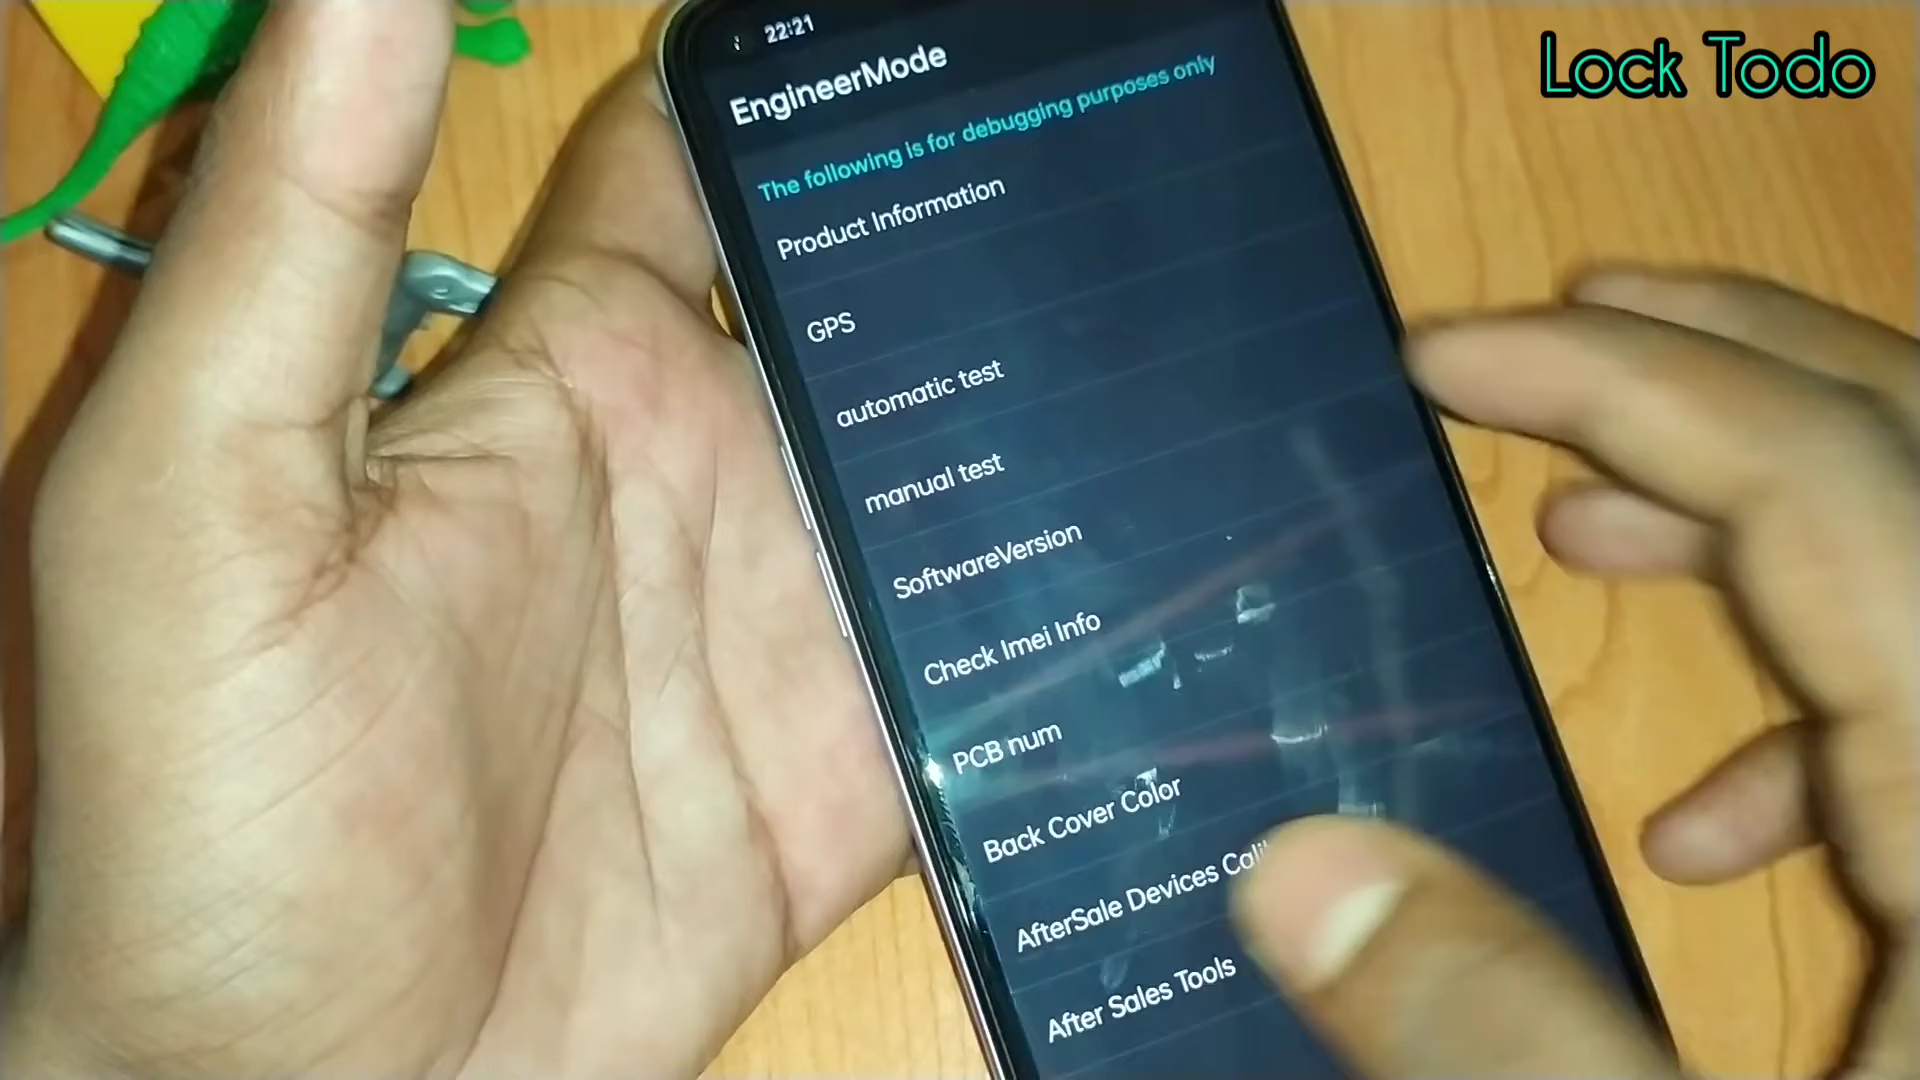 22:21
Lock Todo
EngineerMode
The following is for debugging purposes only
Product Information
GPS
automatic test
manual test
SoftwareVersion
Check Imei Info
PCB num
Back Cover Color
AfterSale Devices
After Sales Tools